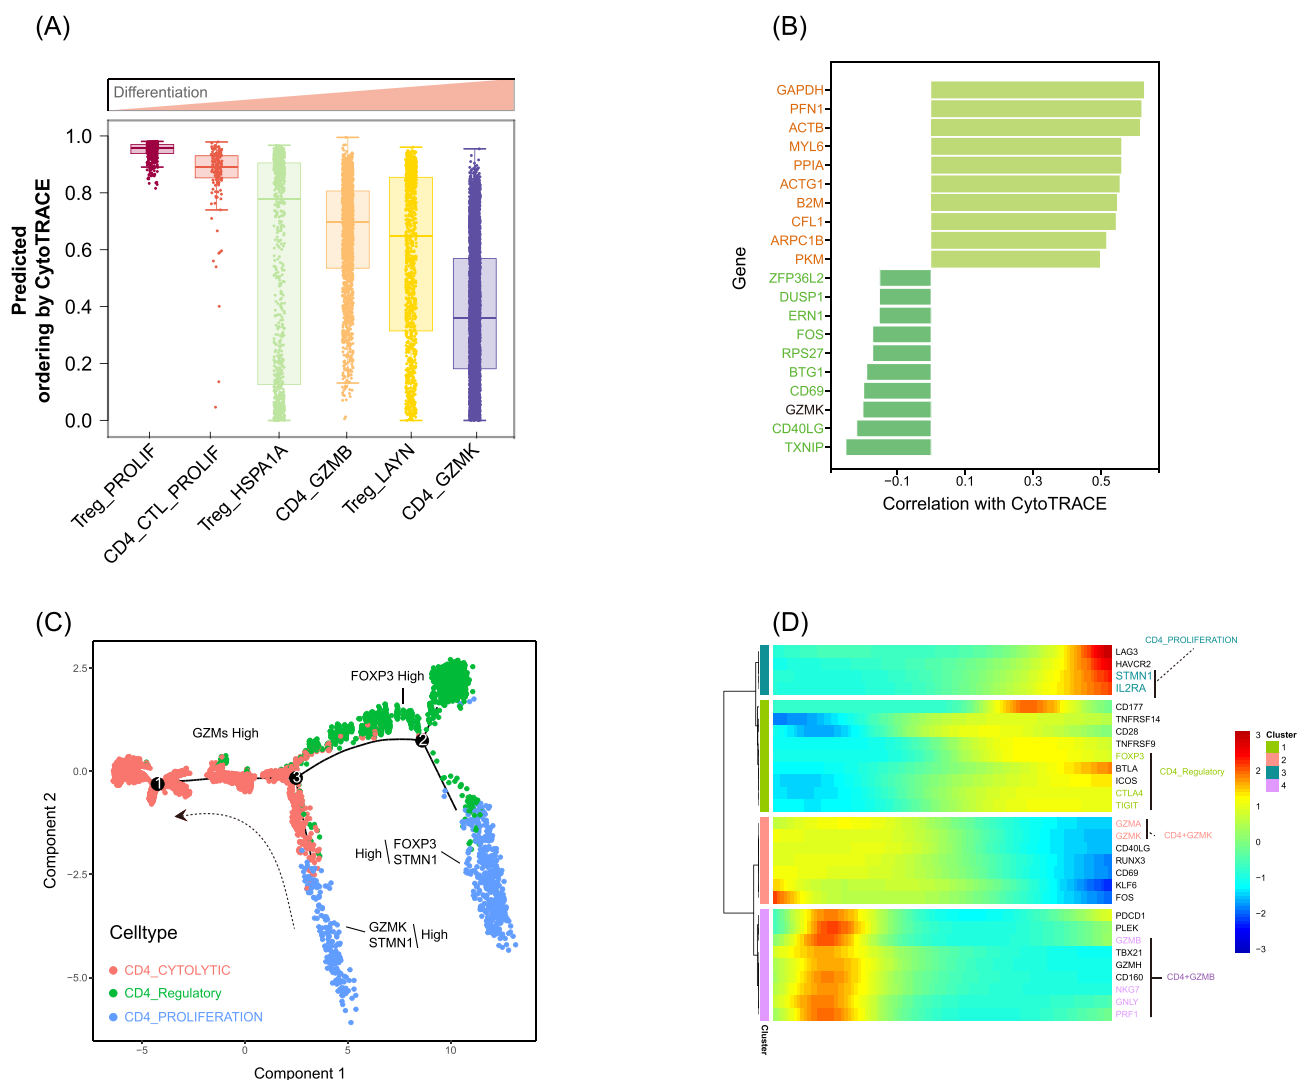 (A)
Differentiation
Predicted
ordering by CytoTRACE
1.0
0.8
0.6
0.4
0.2
0.0
Treg_PROLIF
CD4_CTL_PROLIF
Treg_HSPA1A
CD4_GZMB
Treg_LAYN
CD4_GZMK
(B)
Gene
GAPDH
PFN1
ACTB
MYL6
PPIA
ACTG1
B2M
CFL1
ARPC1B
PKM
ZFP36L2
DUSP1
ERN1
FOS
RPS27
BTG1
CD69
GZMK
CD40LG
TXNIP
−0.1 0.1 0.3 0.5
Correlation with CytoTRACE
(C)
Component 2
2.5
0.0
−2.5
−5.0
FOXP3 High
GZMs High
1
2
3
High FOXP3
STMN1
GZMK
STMN1 High
Celltype
CD4_CYTOLYTIC
CD4_Regulatory
CD4_PROLIFERATION
−5 0 5 10
Component 1
(D)
CD4_PROLIFERATION
LAG3
HAVCR2
STMN1
IL2RA
CD177
TNFRSF14
CD28
TNFRSF9
FOXP3
BTLA
ICOS
CTLA4
TIGIT
CD4_Regulatory
GZMA
GZMK
CD40LG
RUNX3
CD69
KLF6
FOS
CD4+GZMK
PDCD1
PLEK
GZMB
TBX21
GZMH
CD160
NKG7
GNLY
PRF1
CD4+GZMB
Cluster
3
2
1
0
−1
−2
−3
Cluster
1
2
3
4